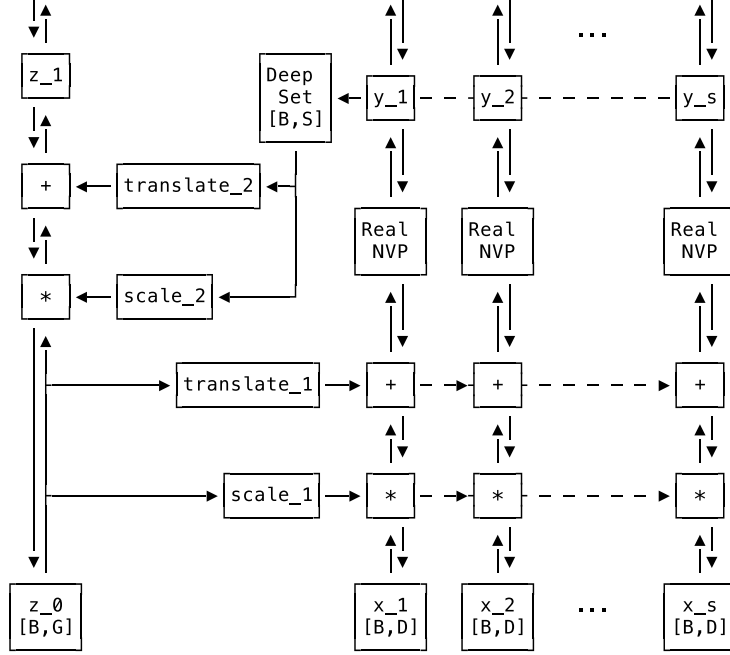 ...
z_1
Deep
Set
[B,S]
y_1
y_2
y_s
+
translate_2
Real
NVP
Real
NVP
Real
NVP
*
scale_2
translate_1
+
+
+
scale_1
*
*
*
z_0
[B,G]
x_1
[B,D]
x_2
[B,D]
...
x_s
[B,D]